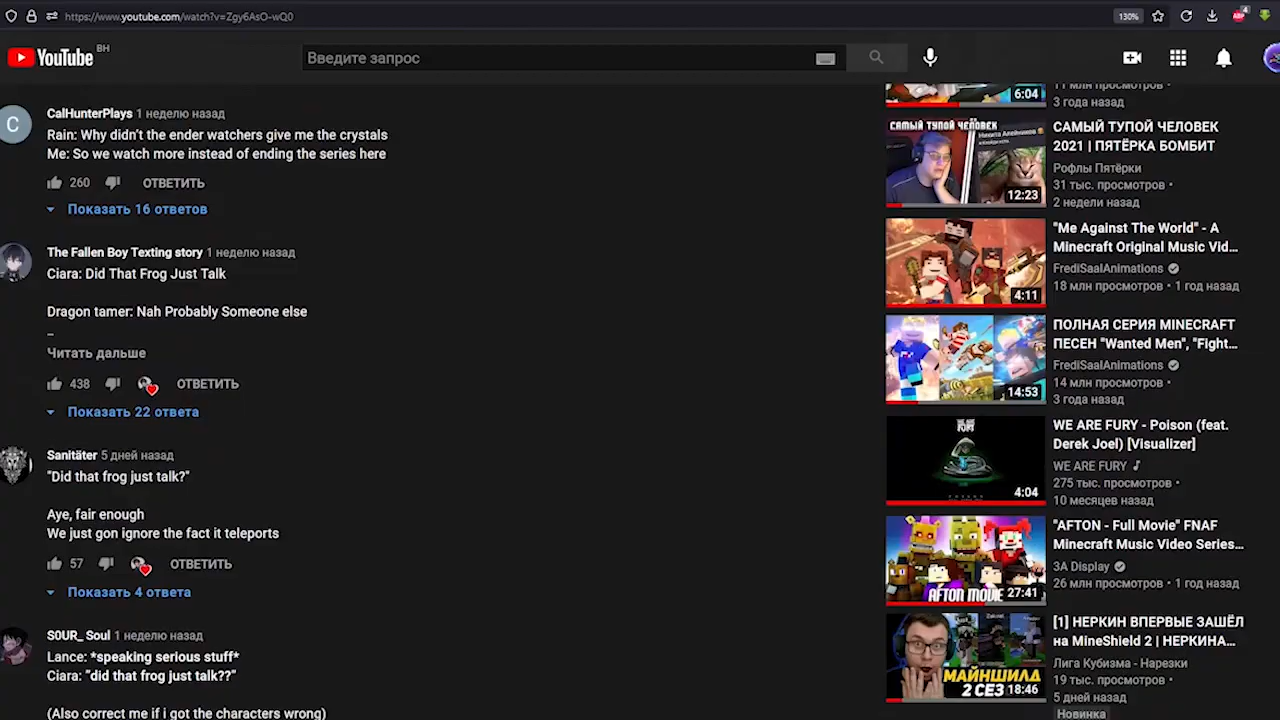 https://www.youtube.com/watch?v=Zgy6AsO-wQ0
130%
ABP
4
YouTube
BH
Введите запрос
C
CalHunterPlays 1 неделю назад
Rain: Why didn't the ender watchers give me the crystals
Me: So we watch more instead of ending the series here
260 ОТВЕТИТЬ
Показать 16 ответов
The Fallen Boy Texting story 1 неделю назад
Ciara: Did That Frog Just Talk
Dragon tamer: Nah Probably Someone else
_
Читать дальше
438 ОТВЕТИТЬ
Показать 22 ответа
Sanitäter 5 дней назад
"Did that frog just talk?"
Aye, fair enough
We just gon ignore the fact it teleports
57 ОТВЕТИТЬ
Показать 4 ответа
S0UR_ Soul 1 неделю назад
Lance: *speaking serious stuff*
Ciara: "did that frog just talk??"
(Also correct me if i got the characters wrong)
6:04
11 млн просмотров •
3 года назад
САМЫЙ ТУПОЙ ЧЕЛОВЕК
12:23
САМЫЙ ТУПОЙ ЧЕЛОВЕК
2021 | ПЯТЁРКА БОМБИТ
Рофлы Пятёрки
31 тыс. просмотров •
2 недели назад
4:11
"Me Against The World" - A
Minecraft Original Music Vid...
FrediSaalAnimations
18 млн просмотров • 1 год назад
14:53
ПОЛНАЯ СЕРИЯ MINECRAFT
ПЕСЕН "Wanted Men", "Fight...
FrediSaalAnimations
14 млн просмотров •
3 года назад
WE ARE
FURY
POISON
4:04
WE ARE FURY - Poison (feat.
Derek Joel) [Visualizer]
WE ARE FURY
275 тыс. просмотров •
10 месяцев назад
AFTON MOVIE
27:41
"AFTON - Full Movie" FNAF
Minecraft Music Video Series...
3A Display
26 млн просмотров • 1 год назад
МАЙНШИЛД
2 СЕЗ
18:46
[1] НЕРКИН ВПЕРВЫЕ ЗАШЁЛ
на MineShield 2 | НЕРКИНА...
Лига Кубизма - Нарезки
19 тыс. просмотров •
5 дней назад
Новинка